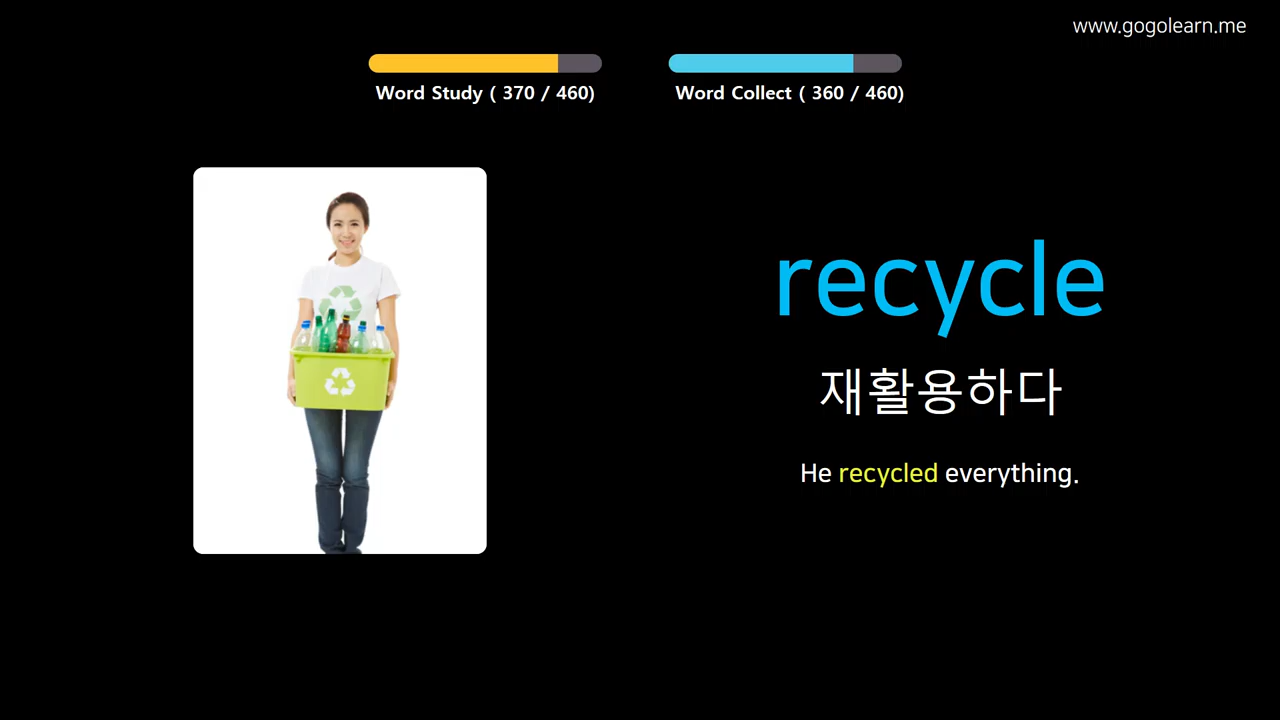 www.gogolearn.me
Word Study ( 370 / 460)
Word Collect ( 360 / 460)
recycle
재활용하다
He recycled everything.